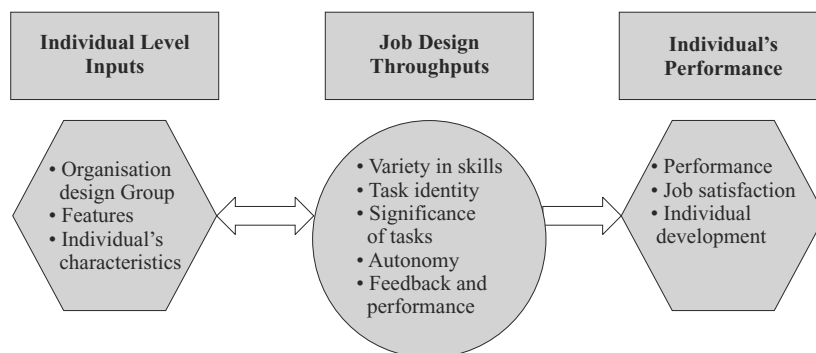 Individual Level
Inputs
Job Design
Throughputs
Individual’s
Performance
• Organisation
design Group
• Features
• Individual’s
characteristics
• Variety in skills
• Task identity
• Significance
of tasks
• Autonomy
• Feedback and
performance
• Performance
• Job satisfaction
• Individual
development